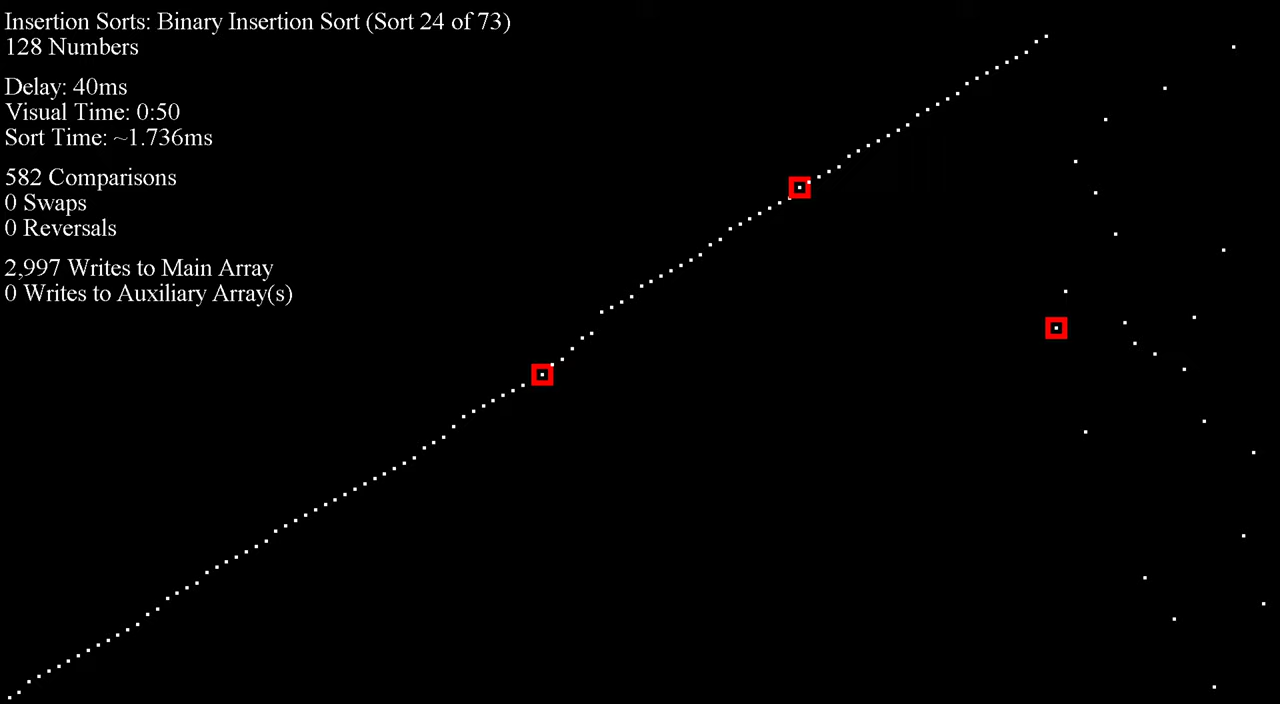 Insertion Sorts: Binary Insertion Sort (Sort 24 of 73)
128 Numbers
Delay: 40ms
Visual Time: 0:50
Sort Time: ~1.736ms
582 Comparisons
0 Swaps
0 Reversals
2,997 Writes to Main Array
0 Writes to Auxiliary Array(s)